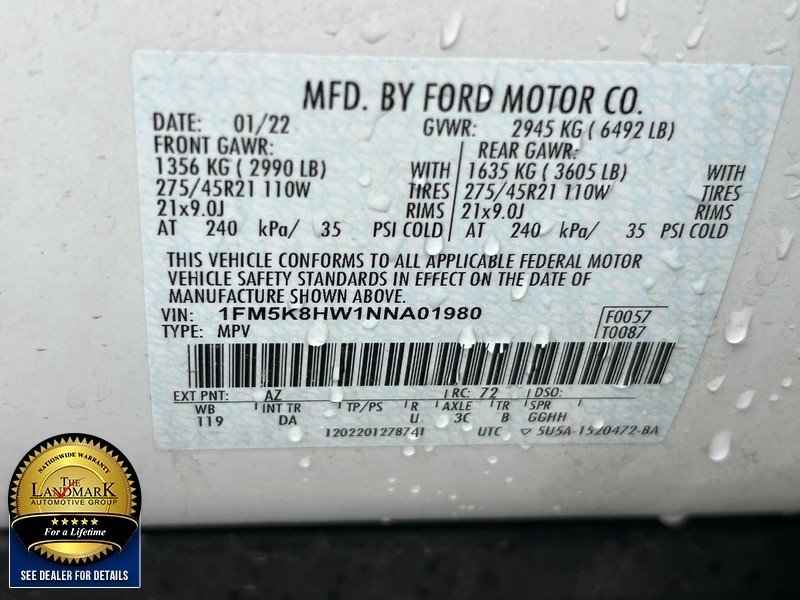 MFD. BY FORD MOTOR CO.
DATE: 01/22 GVWR: 2945 KG ( 6492 LB)
FRONT GAWR: REAR GAWR:
1356 KG ( 2990 LB) WITH 1635 KG ( 3605 LB) WITH
275/45R21 110W TIRES 275/45R21 110W TIRES
21x9.0J RIMS 21x9.0J RIMS
AT 240 kPa/ 35 PSI COLD AT 240 kPa/ 35 PSI COLD
THIS VEHICLE CONFORMS TO ALL APPLICABLE FEDERAL MOTOR
VEHICLE SAFETY STANDARDS IN EFFECT ON THE DATE OF
MANUFACTURE SHOWN ABOVE.
VIN: 1FM5K8HW1NNA01980 F0057
TYPE: MPV T0087
EXT PNT: AZ RC: 72 DSO:
WB INT TR TP/PS R AXLE TR SPR
119 DA U 3C B GGHH
120220127874I UTC ▽ 5U5A-1520472-BA
NATIONWIDE WARRANTY
THE
LANDMARK
AUTOMOTIVE GROUP
★★★★★
For a Lifetime
SEE DEALER FOR DETAILS